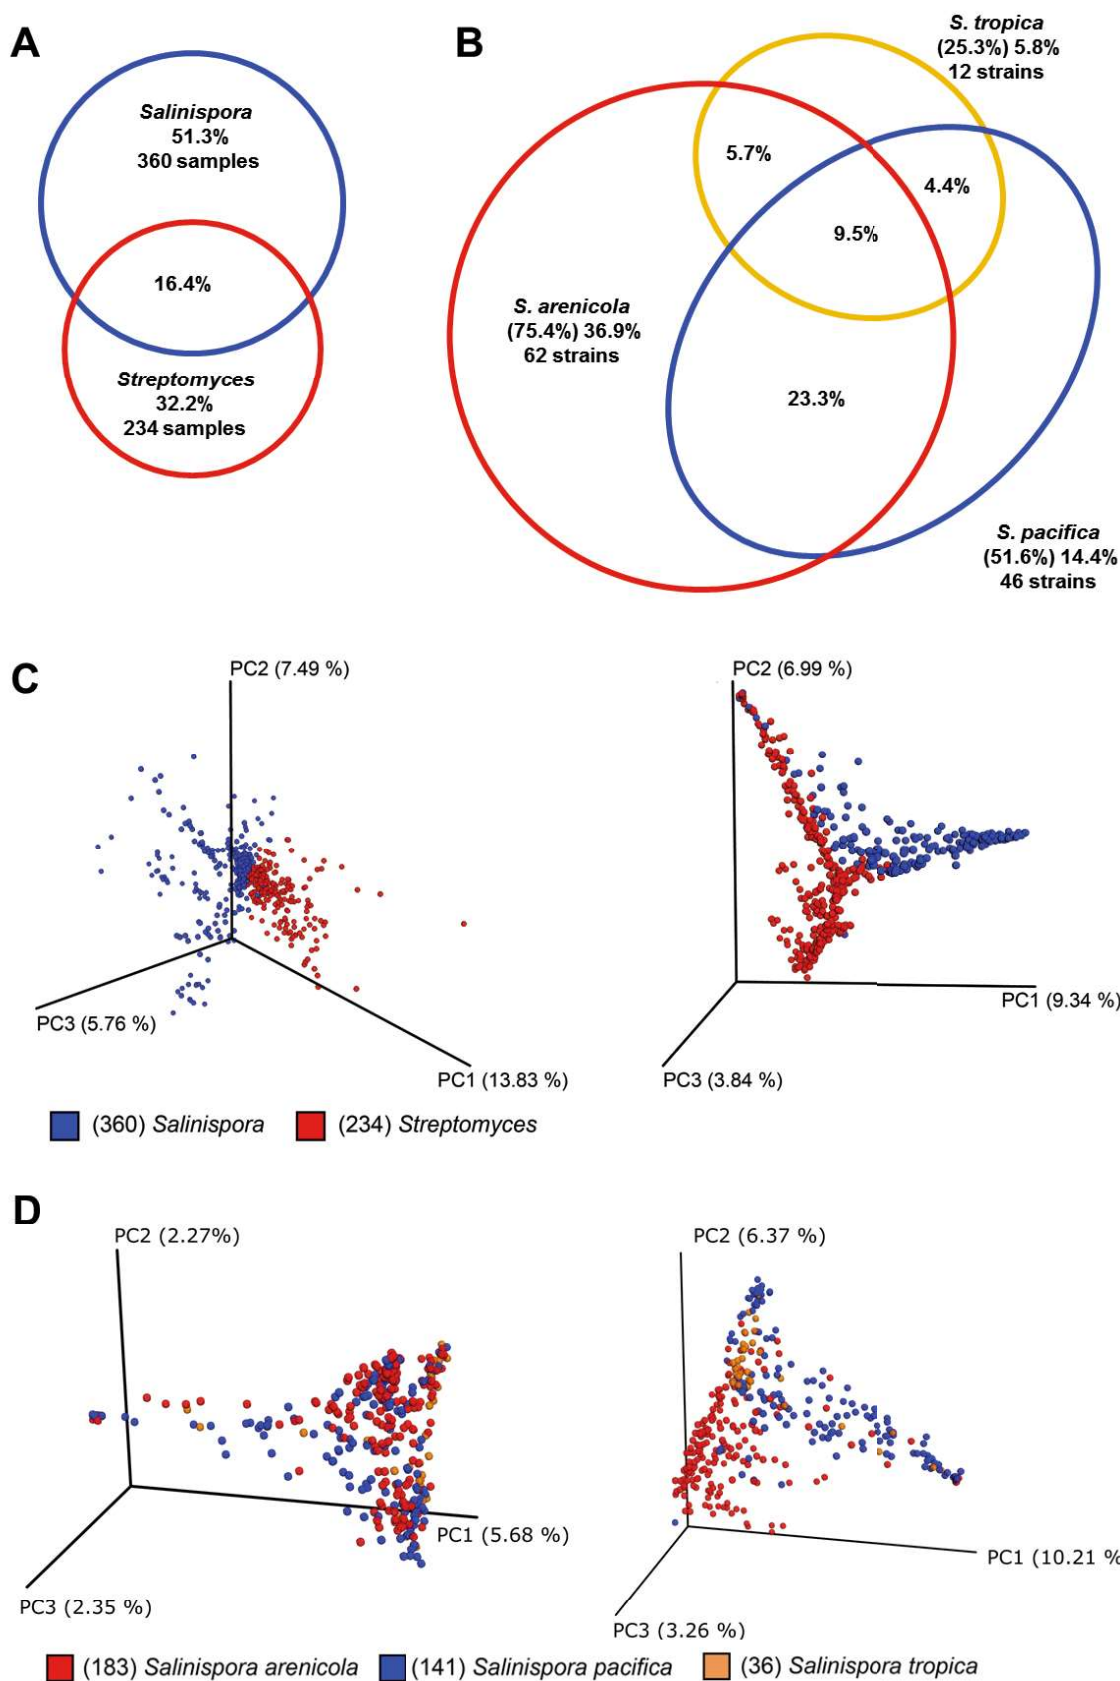 A
Salinispora
51.3%
360 samples
16.4%
Streptomyces
32.2%
234 samples
B
S. tropica
(25.3%) 5.8%
12 strains
5.7%
4.4%
9.5%
S. arenicola
(75.4%) 36.9%
62 strains
23.3%
S. pacifica
(51.6%) 14.4%
46 strains
C
PC2 (7.49 %)
PC3 (5.76 %)
PC1 (13.83 %)
PC2 (6.99 %)
PC1 (9.34 %)
PC3 (3.84 %)
(360) Salinispora
(234) Streptomyces
D
PC2 (2.27%)
PC1 (5.68 %)
PC3 (2.35 %)
PC2 (6.37 %)
PC1 (10.21 %
PC3 (3.26 %)
(183) Salinispora arenicola
(141) Salinispora pacifica
(36) Salinispora tropica